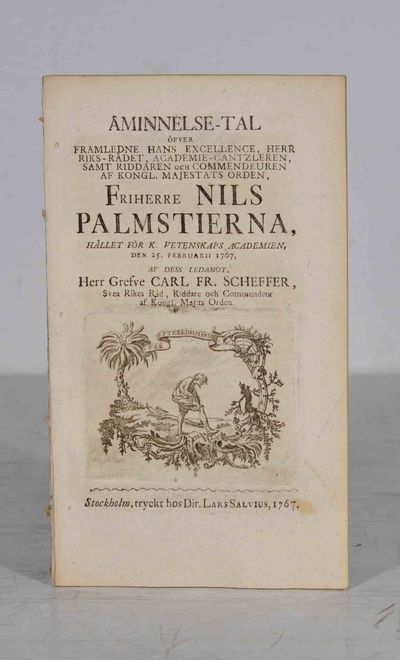 ÅMINNELSE-TAL
ÖFVER
FRAMLEDNE HANS EXCELLENCE, HERR
RIKS-RÅDET, ACADEMIE-CANTZLEREN,
SAMT RIDDAREN OCH COMMENDEUREN
AF KONGL. MAJESTÄTS ORDEN,
FRIHERRE NILS
PALMSTIERNA,
HÅLLET FÖR K. VETENSKAPS ACADEMIEN,
DEN 25. FEBRUARII 1767,
AF DESS LEDAMOT,
Herr Grefve CARL FR. SCHEFFER,
Svea Rikes Råd, Riddare och Commendeur
af Kongl. Maj:ts Orden.
Stockholm, tryckt hos Dir. LARS SALVIUS, 1767.